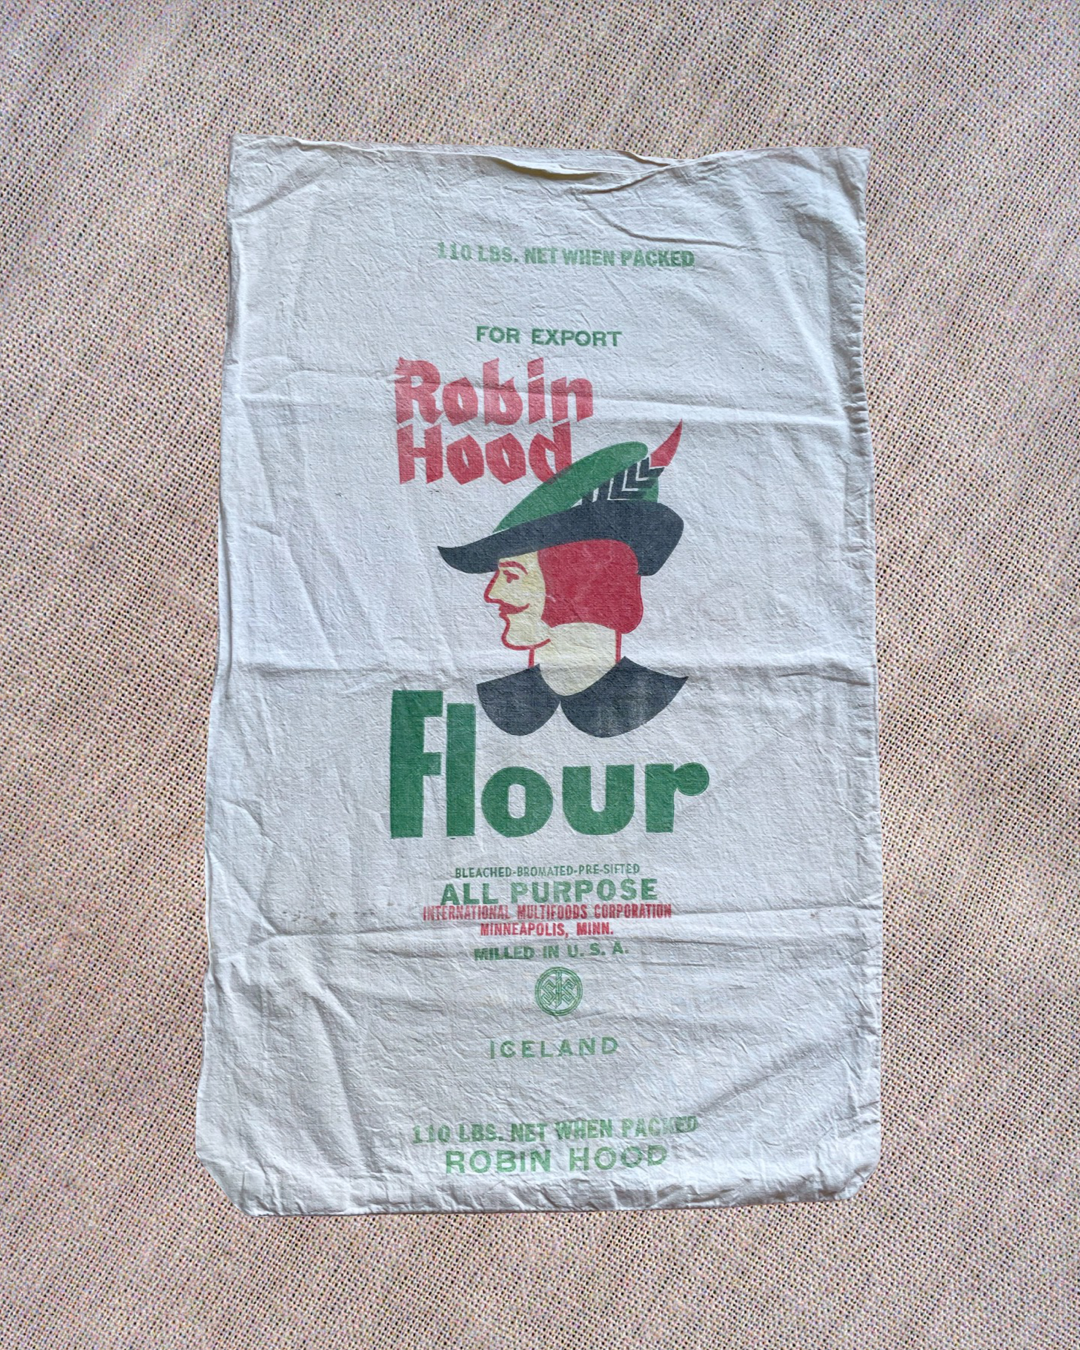 110 LBS. NET WHEN PACKED
FOR EXPORT
Robin
Hood
Flour
BLEACHED-BROMATED-PRE-SIFTED
ALL PURPOSE
INTERNATIONAL MULTIFOODS CORPORATION
MINNEAPOLIS, MINN.
MILLED IN U. S. A.
ICELAND
110 LBS. NET WHEN PACKED
ROBIN HOOD